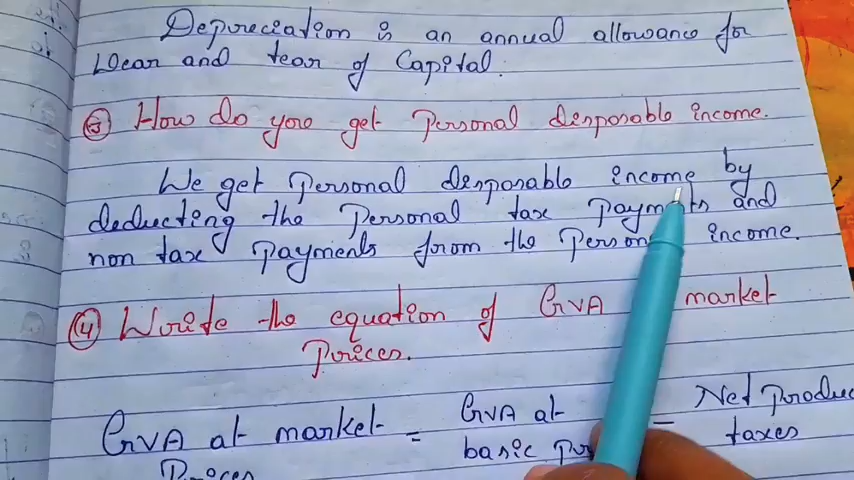 Depreciation is an annual allowance for
wear and tear of Capital.
③ How do you get Personal desposable income.
We get Personal desposable income by
deducting the Personal tax Payments and
non tax Payments from the Person income.
④ Write the equation of GVA market
Prices.
GVA at market = GVA at basic – Net Product taxes
Prices